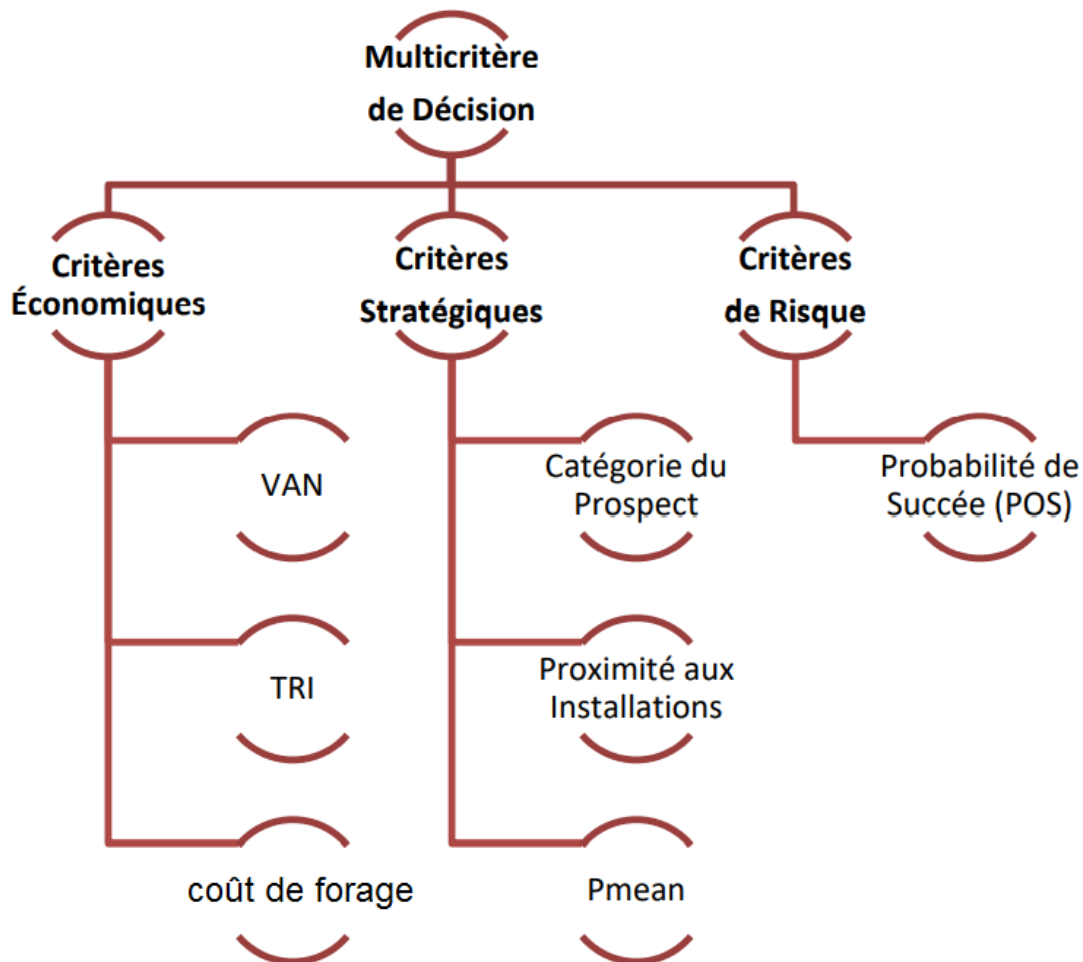 Multicritère
de Décision
Critères
Économiques
Critères
Stratégiques
Critères
de Risque
VAN
Catégorie du
Prospect
Probabilité de
Succée (POS)
TRI
Proximité aux
Installations
coût de forage
Pmean